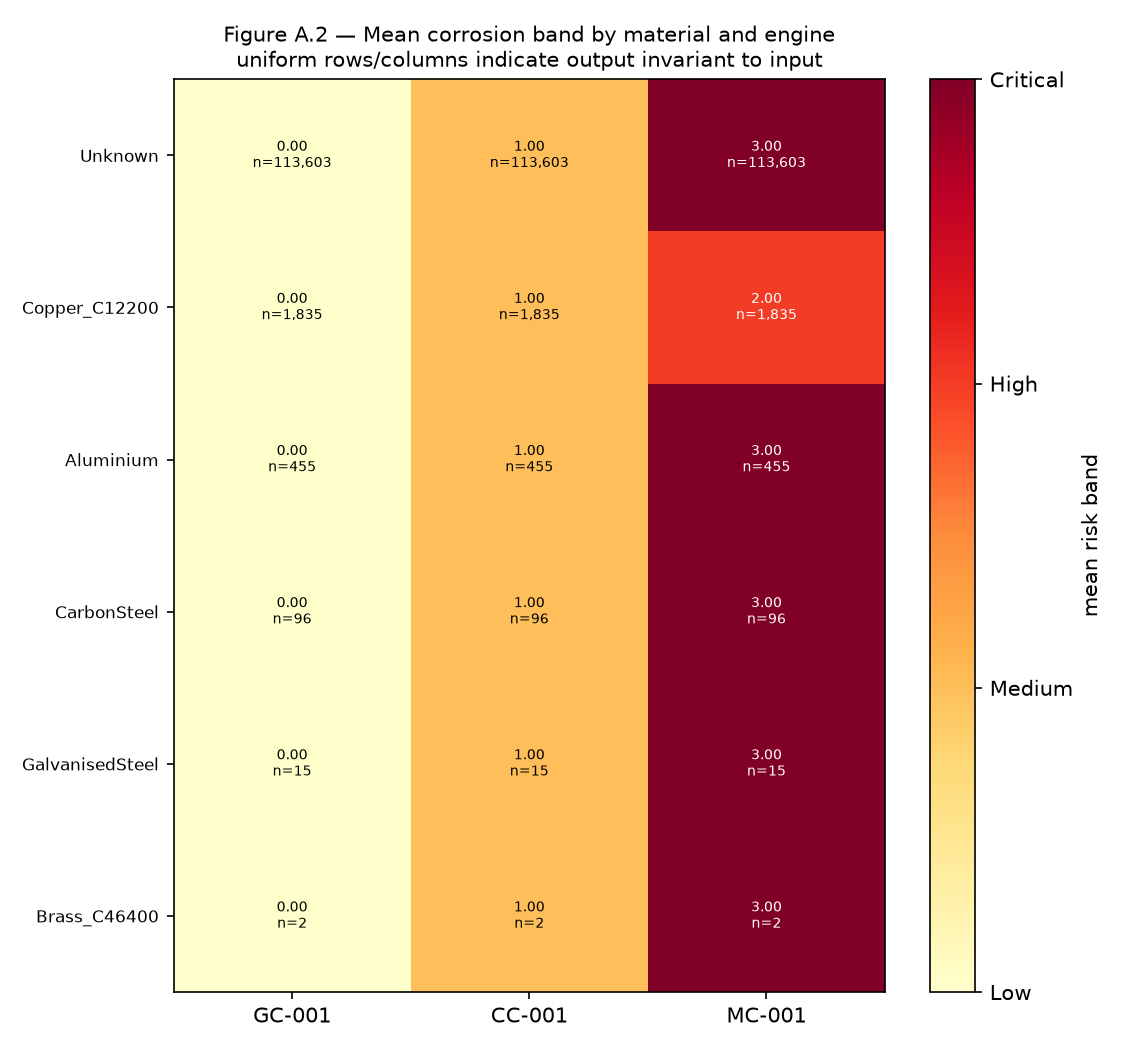 Figure A.2 — Mean corrosion band by material and engine
uniform rows/columns indicate output invariant to input
Unknown
0.00
n=113,603
1.00
n=113,603
3.00
n=113,603
Copper_C12200
0.00
n=1,835
1.00
n=1,835
2.00
n=1,835
Aluminium
0.00
n=455
1.00
n=455
3.00
n=455
CarbonSteel
0.00
n=96
1.00
n=96
3.00
n=96
GalvanisedSteel
0.00
n=15
1.00
n=15
3.00
n=15
Brass_C46400
0.00
n=2
1.00
n=2
3.00
n=2
GC-001
CC-001
MC-001
Critical
High
Medium
Low
mean risk band